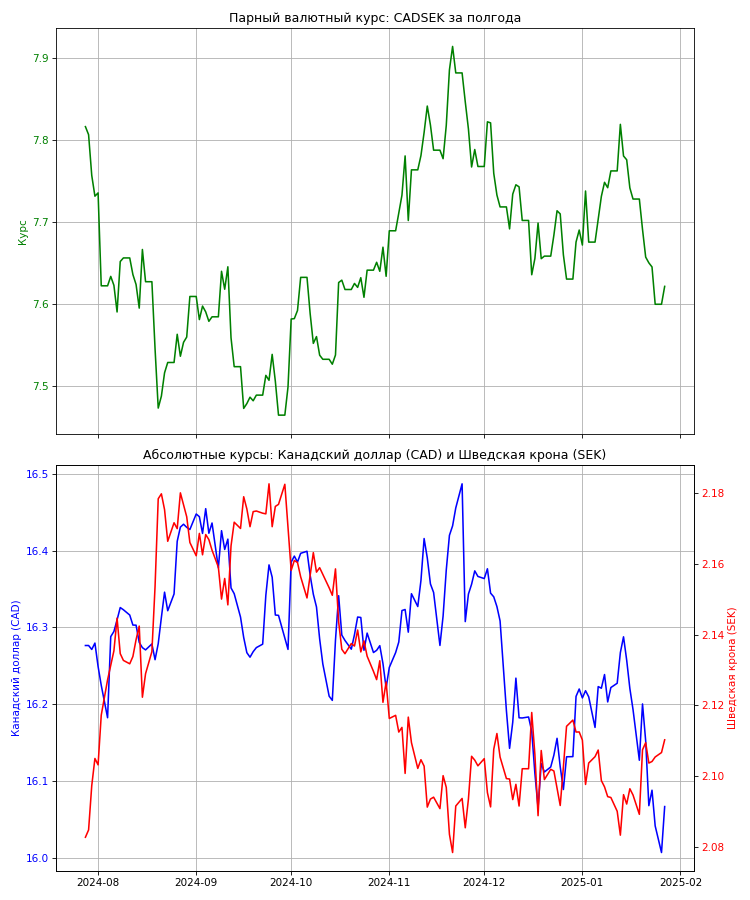 Парный валютный курс: CADSEK за полгода
7.9
7.8
7.7
7.6
7.5
Курс
Абсолютные курсы: Канадский доллар (CAD) и Шведская крона (SEK)
16.5
16.4
16.3
16.2
16.1
16.0
Канадский доллар (CAD)
2.18
2.16
2.14
2.12
2.10
2.08
Шведская крона (SEK)
2024-08 2024-09 2024-10 2024-11 2024-12 2025-01 2025-02